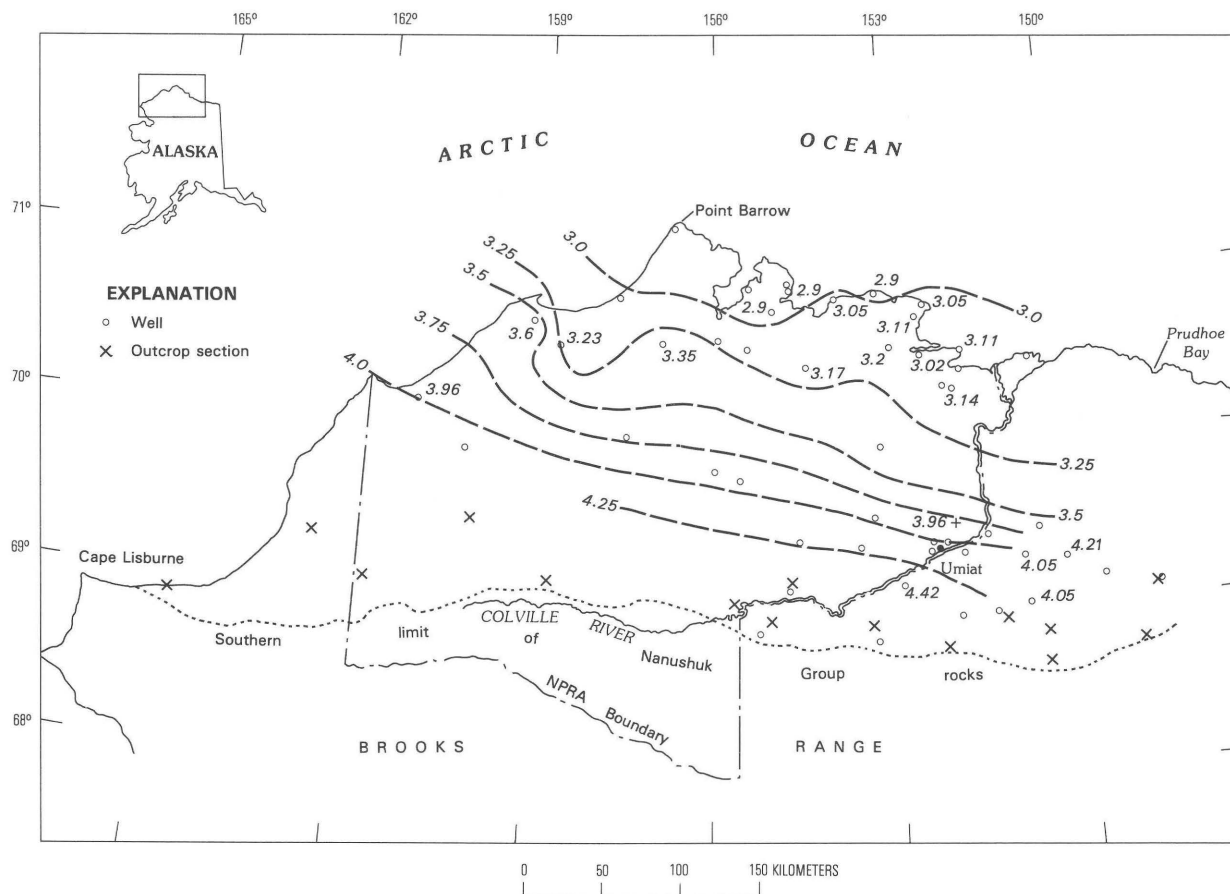 165º 162º 159º 156º 153º 150º
ALASKA
ARCTIC OCEAN
71º
Point Barrow
EXPLANATION
○ Well
× Outcrop section
3.25
3.0
3.5
2.9
2.9
2.9
3.05
3.05
3.0
3.75
3.6
3.23
3.35
3.11
3.11
3.2
3.02
3.17
3.14
Prudhoe
Bay
70º
4.0
3.96
3.25
4.25
3.5
3.96+
4.21
4.05
69º
Cape Lisburne
Umiat
4.42
4.05
COLVILLE RIVER
Southern limit of Nanushuk Group rocks
NPRA Boundary
68º
BROOKS RANGE
0 50 100 150 KILOMETERS